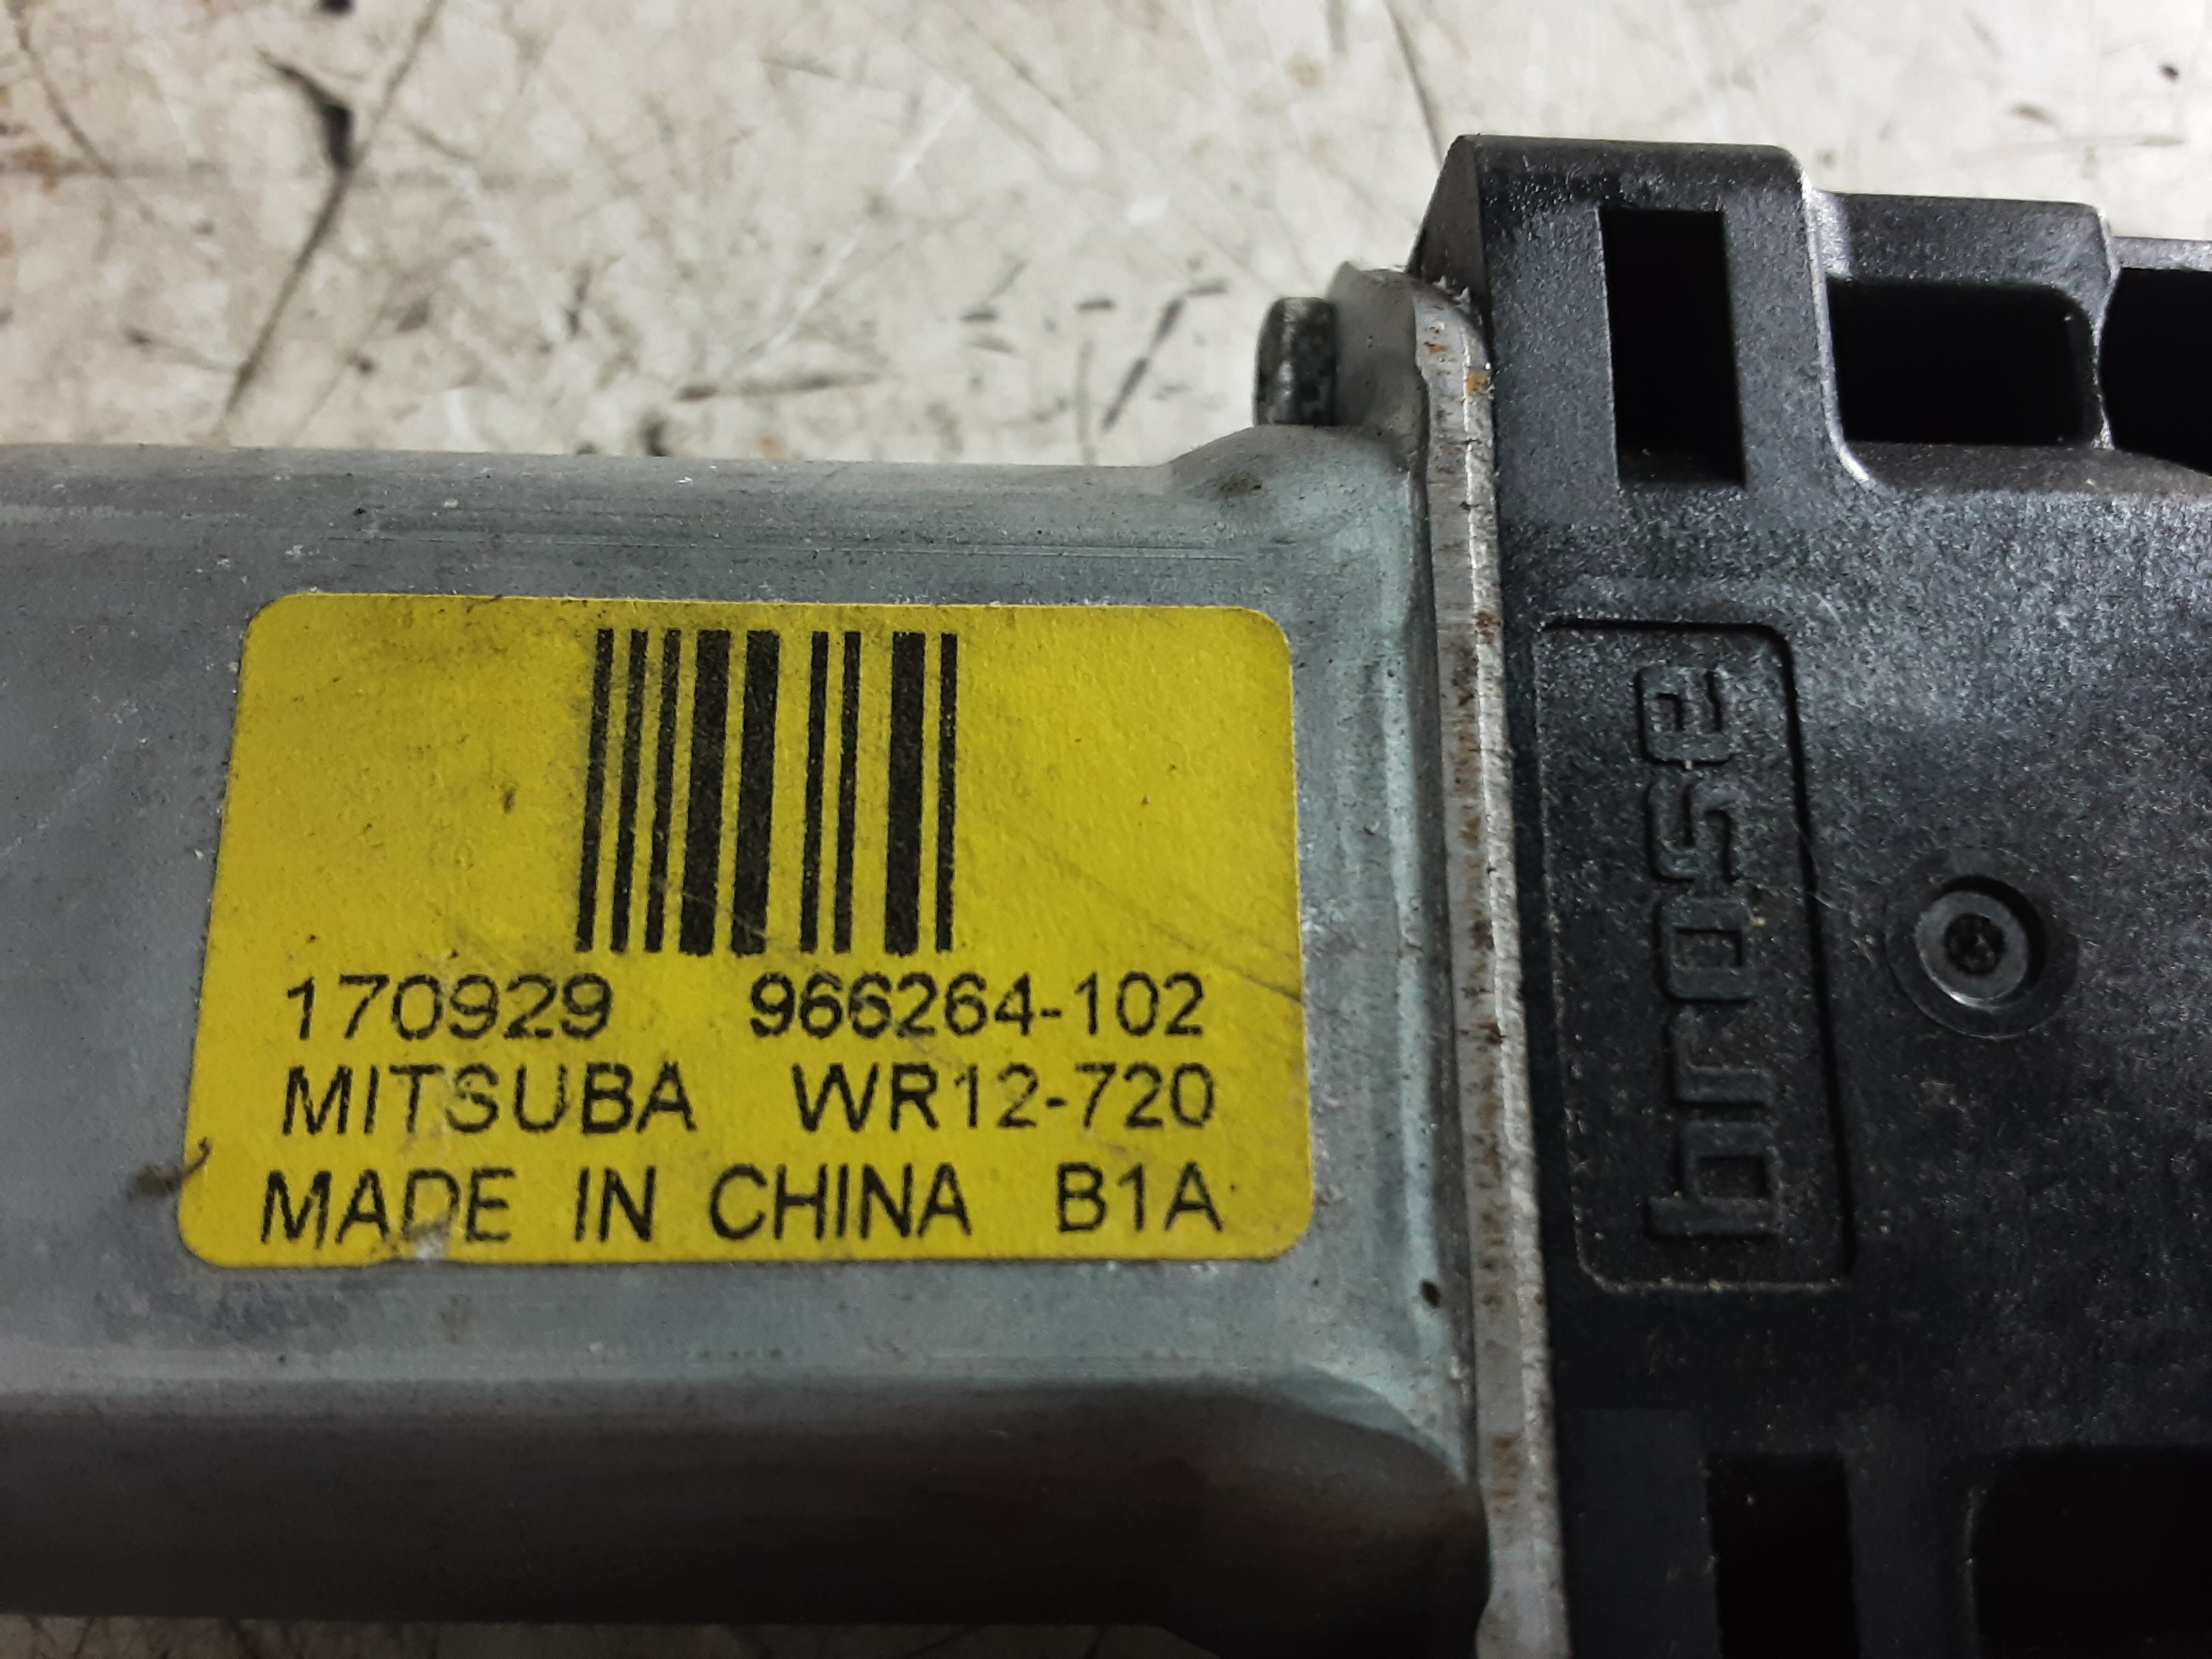 170929 966264-102
MITSUBA WR12-720
MADE IN CHINA B1A
brose